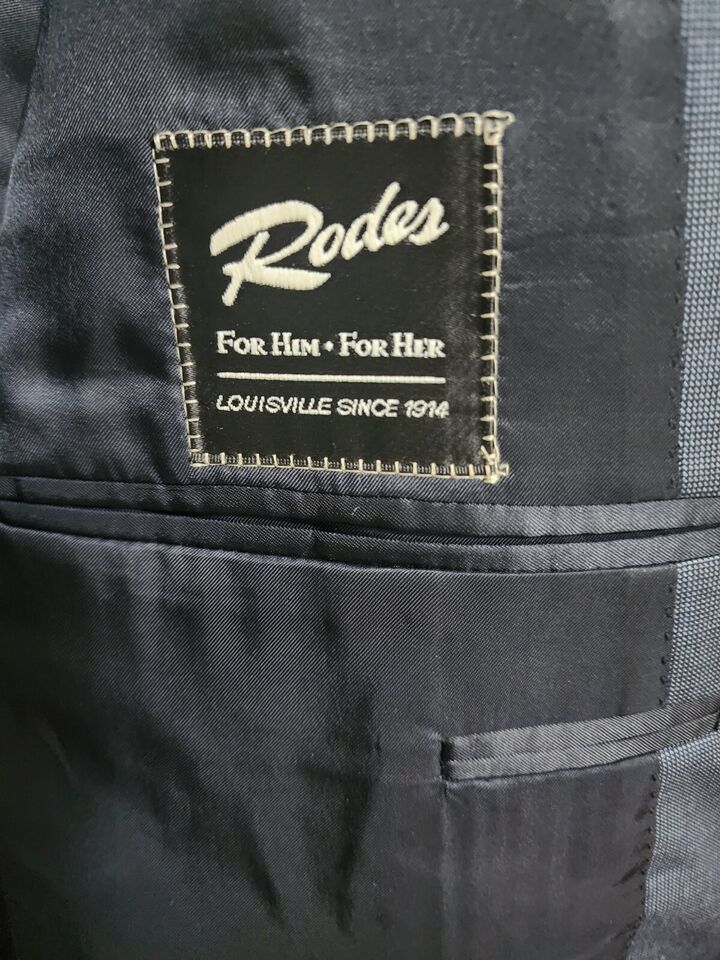 Rodes
FOR HIM • FOR HER
LOUISVILLE SINCE 1914